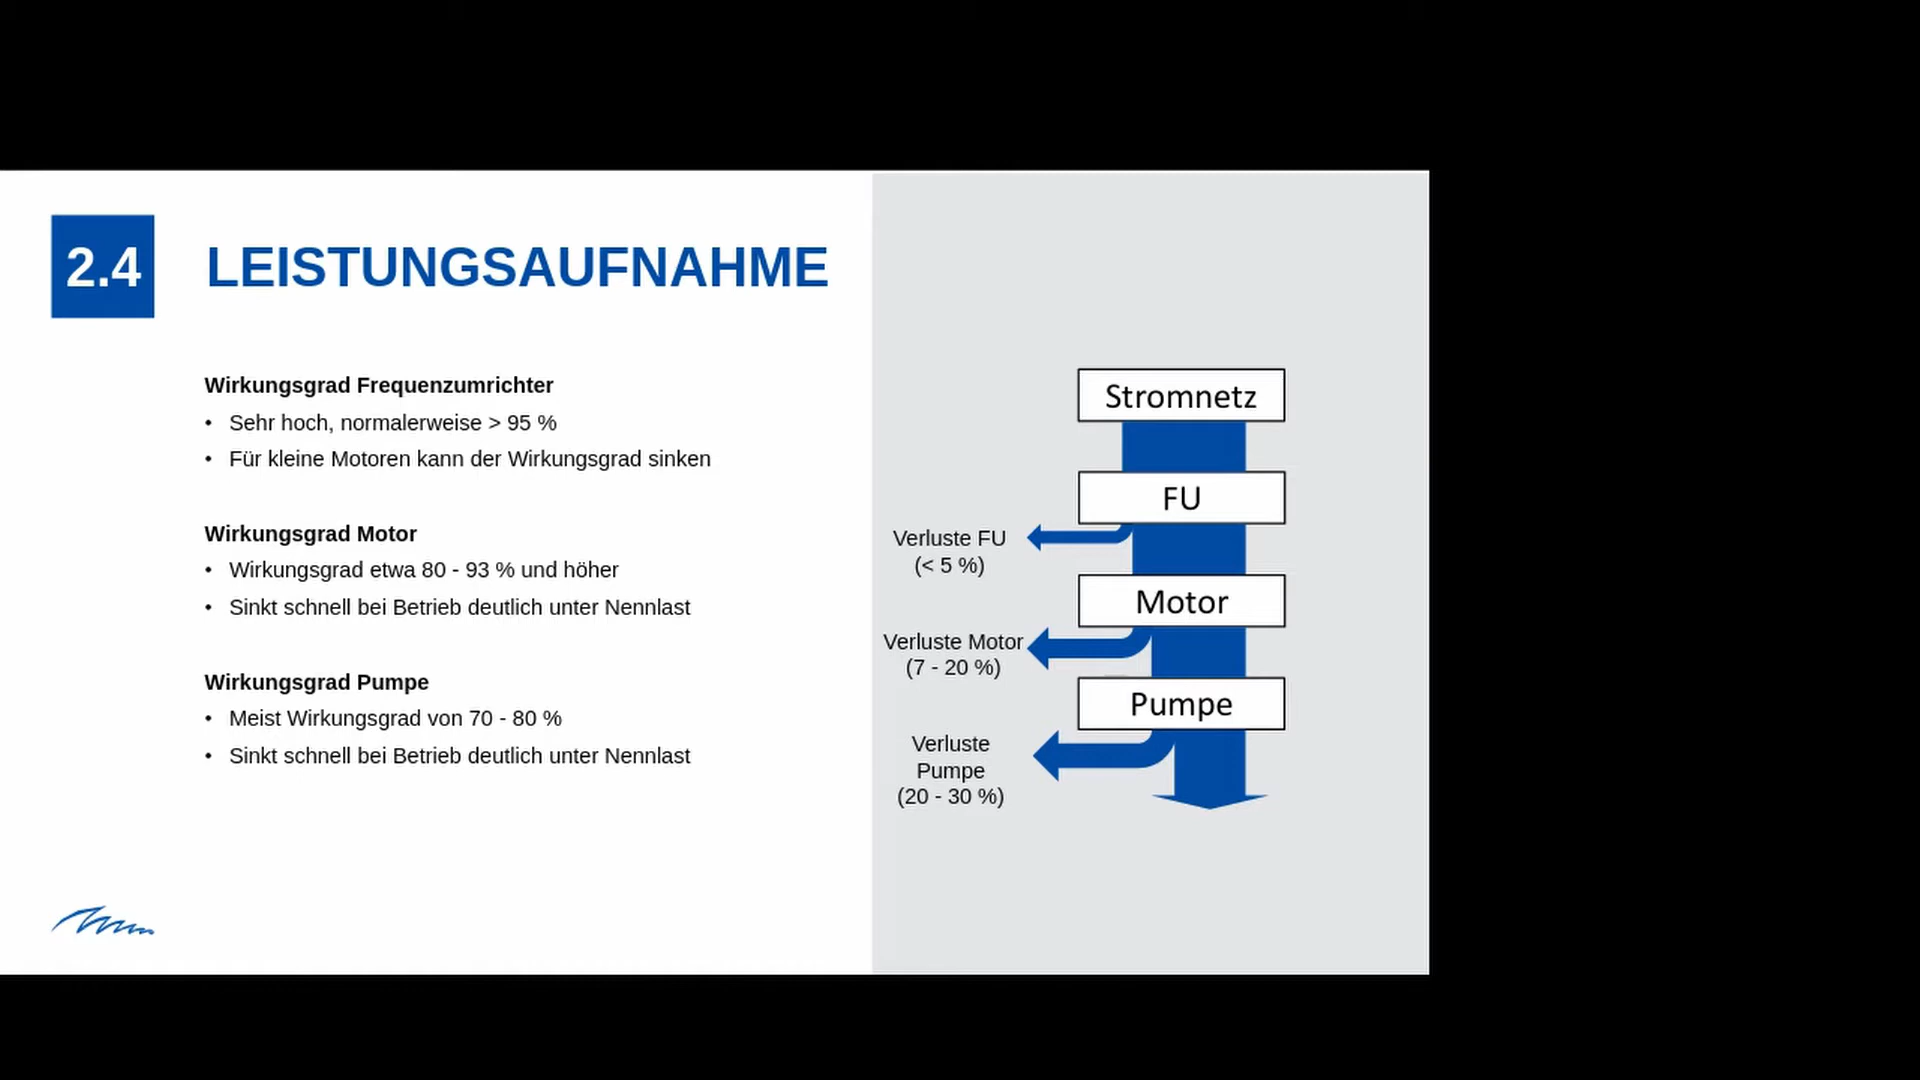 2.4 LEISTUNGSAUFNAHME
Wirkungsgrad Frequenzumrichter
• Sehr hoch, normalerweise > 95 %
• Für kleine Motoren kann der Wirkungsgrad sinken
Wirkungsgrad Motor
• Wirkungsgrad etwa 80 - 93 % und höher
• Sinkt schnell bei Betrieb deutlich unter Nennlast
Wirkungsgrad Pumpe
• Meist Wirkungsgrad von 70 - 80 %
• Sinkt schnell bei Betrieb deutlich unter Nennlast
Stromnetz
FU
Verluste FU
(< 5 %)
Motor
Verluste Motor
(7 - 20 %)
Pumpe
Verluste
Pumpe
(20 - 30 %)